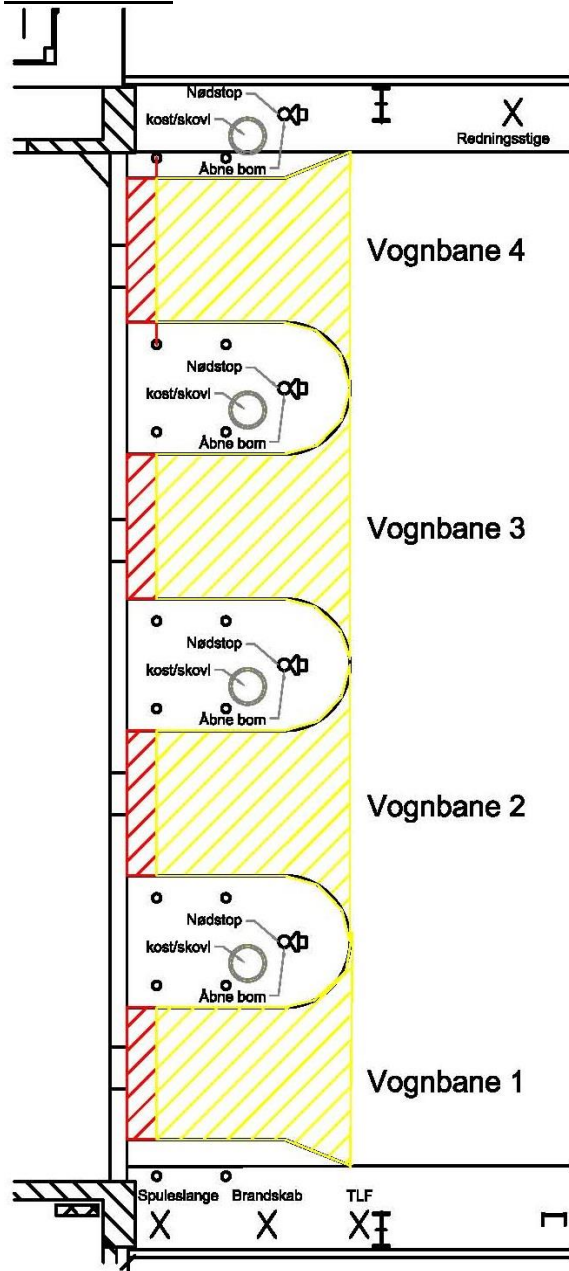 Nødstop
kost/skovl
Åbne bom
Redningsstige
Vognbane 4
Nødstop
kost/skovl
Åbne bom
Vognbane 3
Nødstop
kost/skovl
Åbne bom
Vognbane 2
Nødstop
kost/skovl
Åbne bom
Vognbane 1
Spuleslange Brandskab TLF